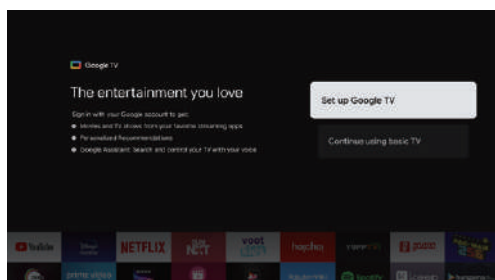 Google TV
The entertainment you love
Sign in with your Google account to get:
Movies and TV shows from your favorite streaming apps
Personalized Recommendations
Google Assistant: Search and control your TV with your voice
Set up Google TV
Continue using basic TV
YouTube
Disney+
NETFLIX
voot
hoichoi
prime video
Spotify